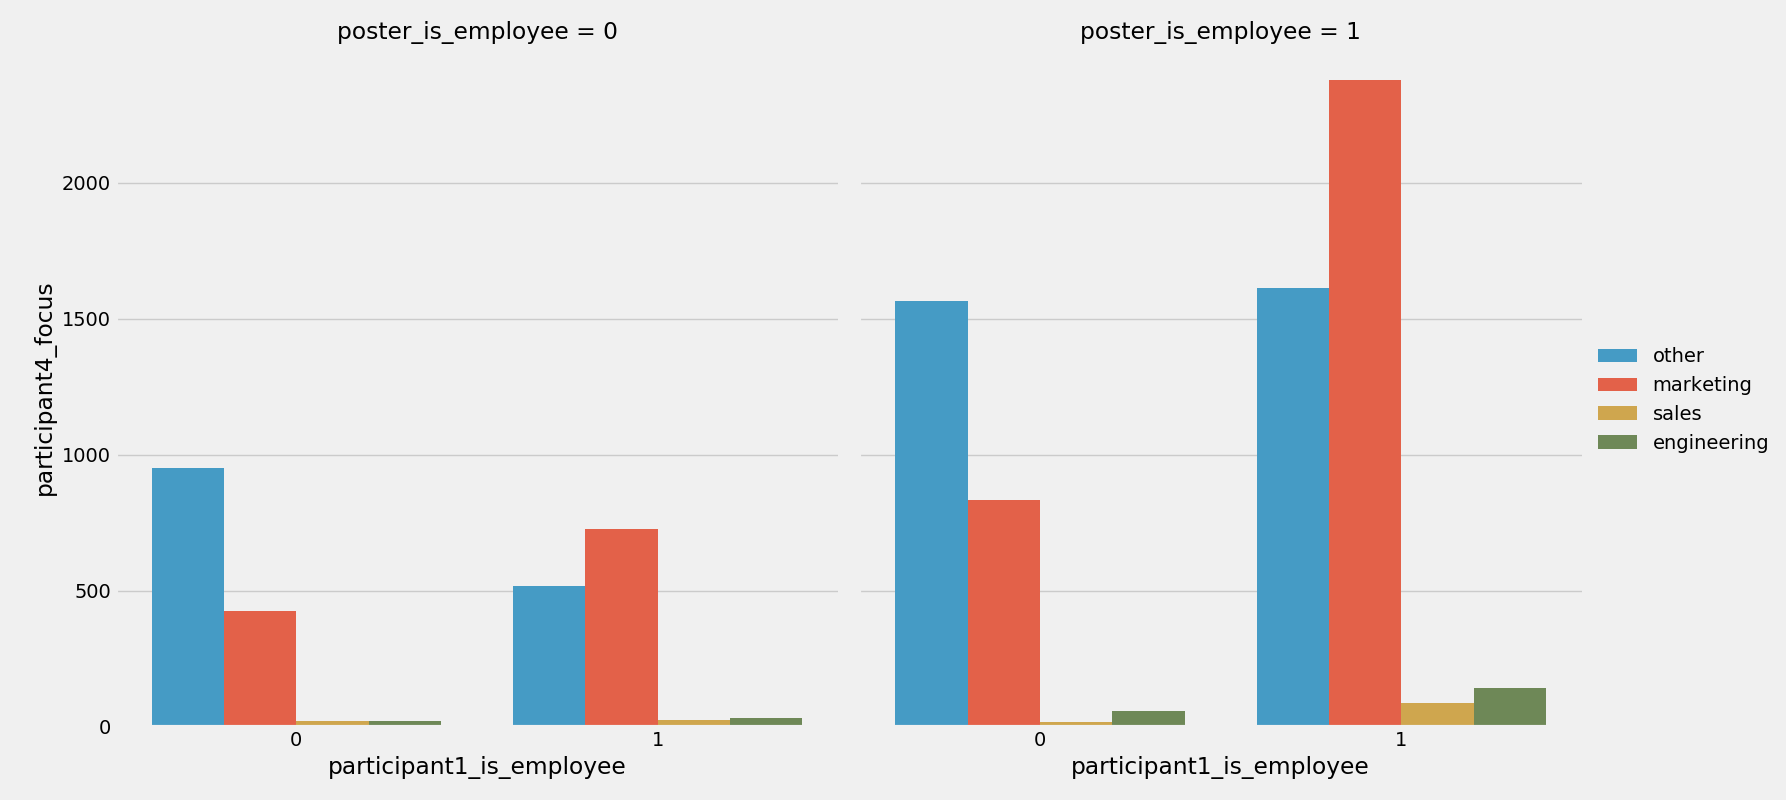 poster_is_employee = 0
poster_is_employee = 1
participant4_focus
2000
1500
1000
500
0
0
1
0
1
participant1_is_employee
participant1_is_employee
other
marketing
sales
engineering